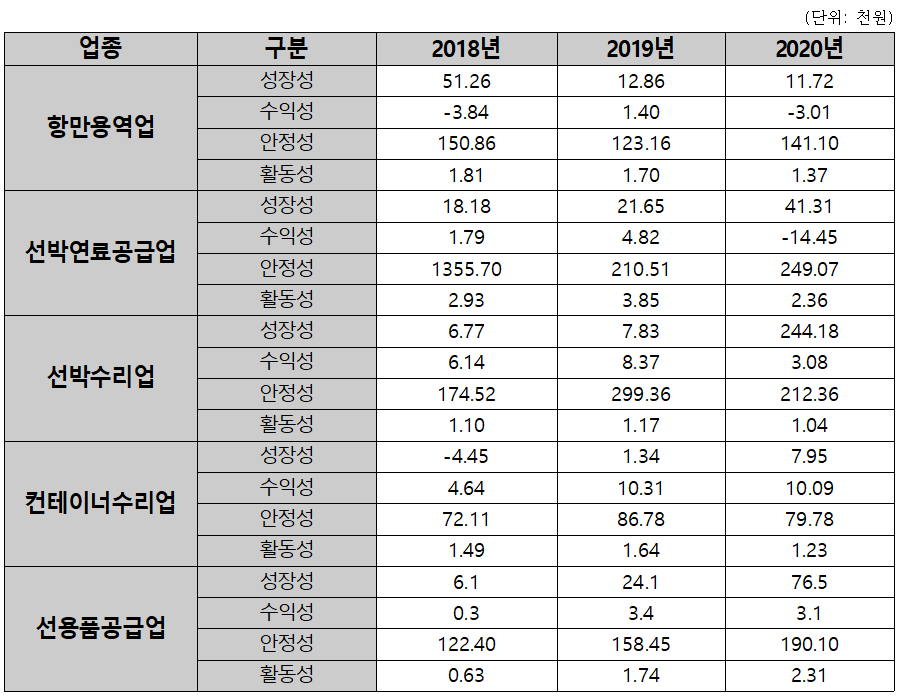 (단위: 천원)
업종 구분 2018년 2019년 2020년
항만용역업 성장성 51.26 12.86 11.72
수익성 -3.84 1.40 -3.01
안정성 150.86 123.16 141.10
활동성 1.81 1.70 1.37
선박연료공급업 성장성 18.18 21.65 41.31
수익성 1.79 4.82 -14.45
안정성 1355.70 210.51 249.07
활동성 2.93 3.85 2.36
선박수리업 성장성 6.77 7.83 244.18
수익성 6.14 8.37 3.08
안정성 174.52 299.36 212.36
활동성 1.10 1.17 1.04
컨테이너수리업 성장성 -4.45 1.34 7.95
수익성 4.64 10.31 10.09
안정성 72.11 86.78 79.78
활동성 1.49 1.64 1.23
선용품공급업 성장성 6.1 24.1 76.5
수익성 0.3 3.4 3.1
안정성 122.40 158.45 190.10
활동성 0.63 1.74 2.31